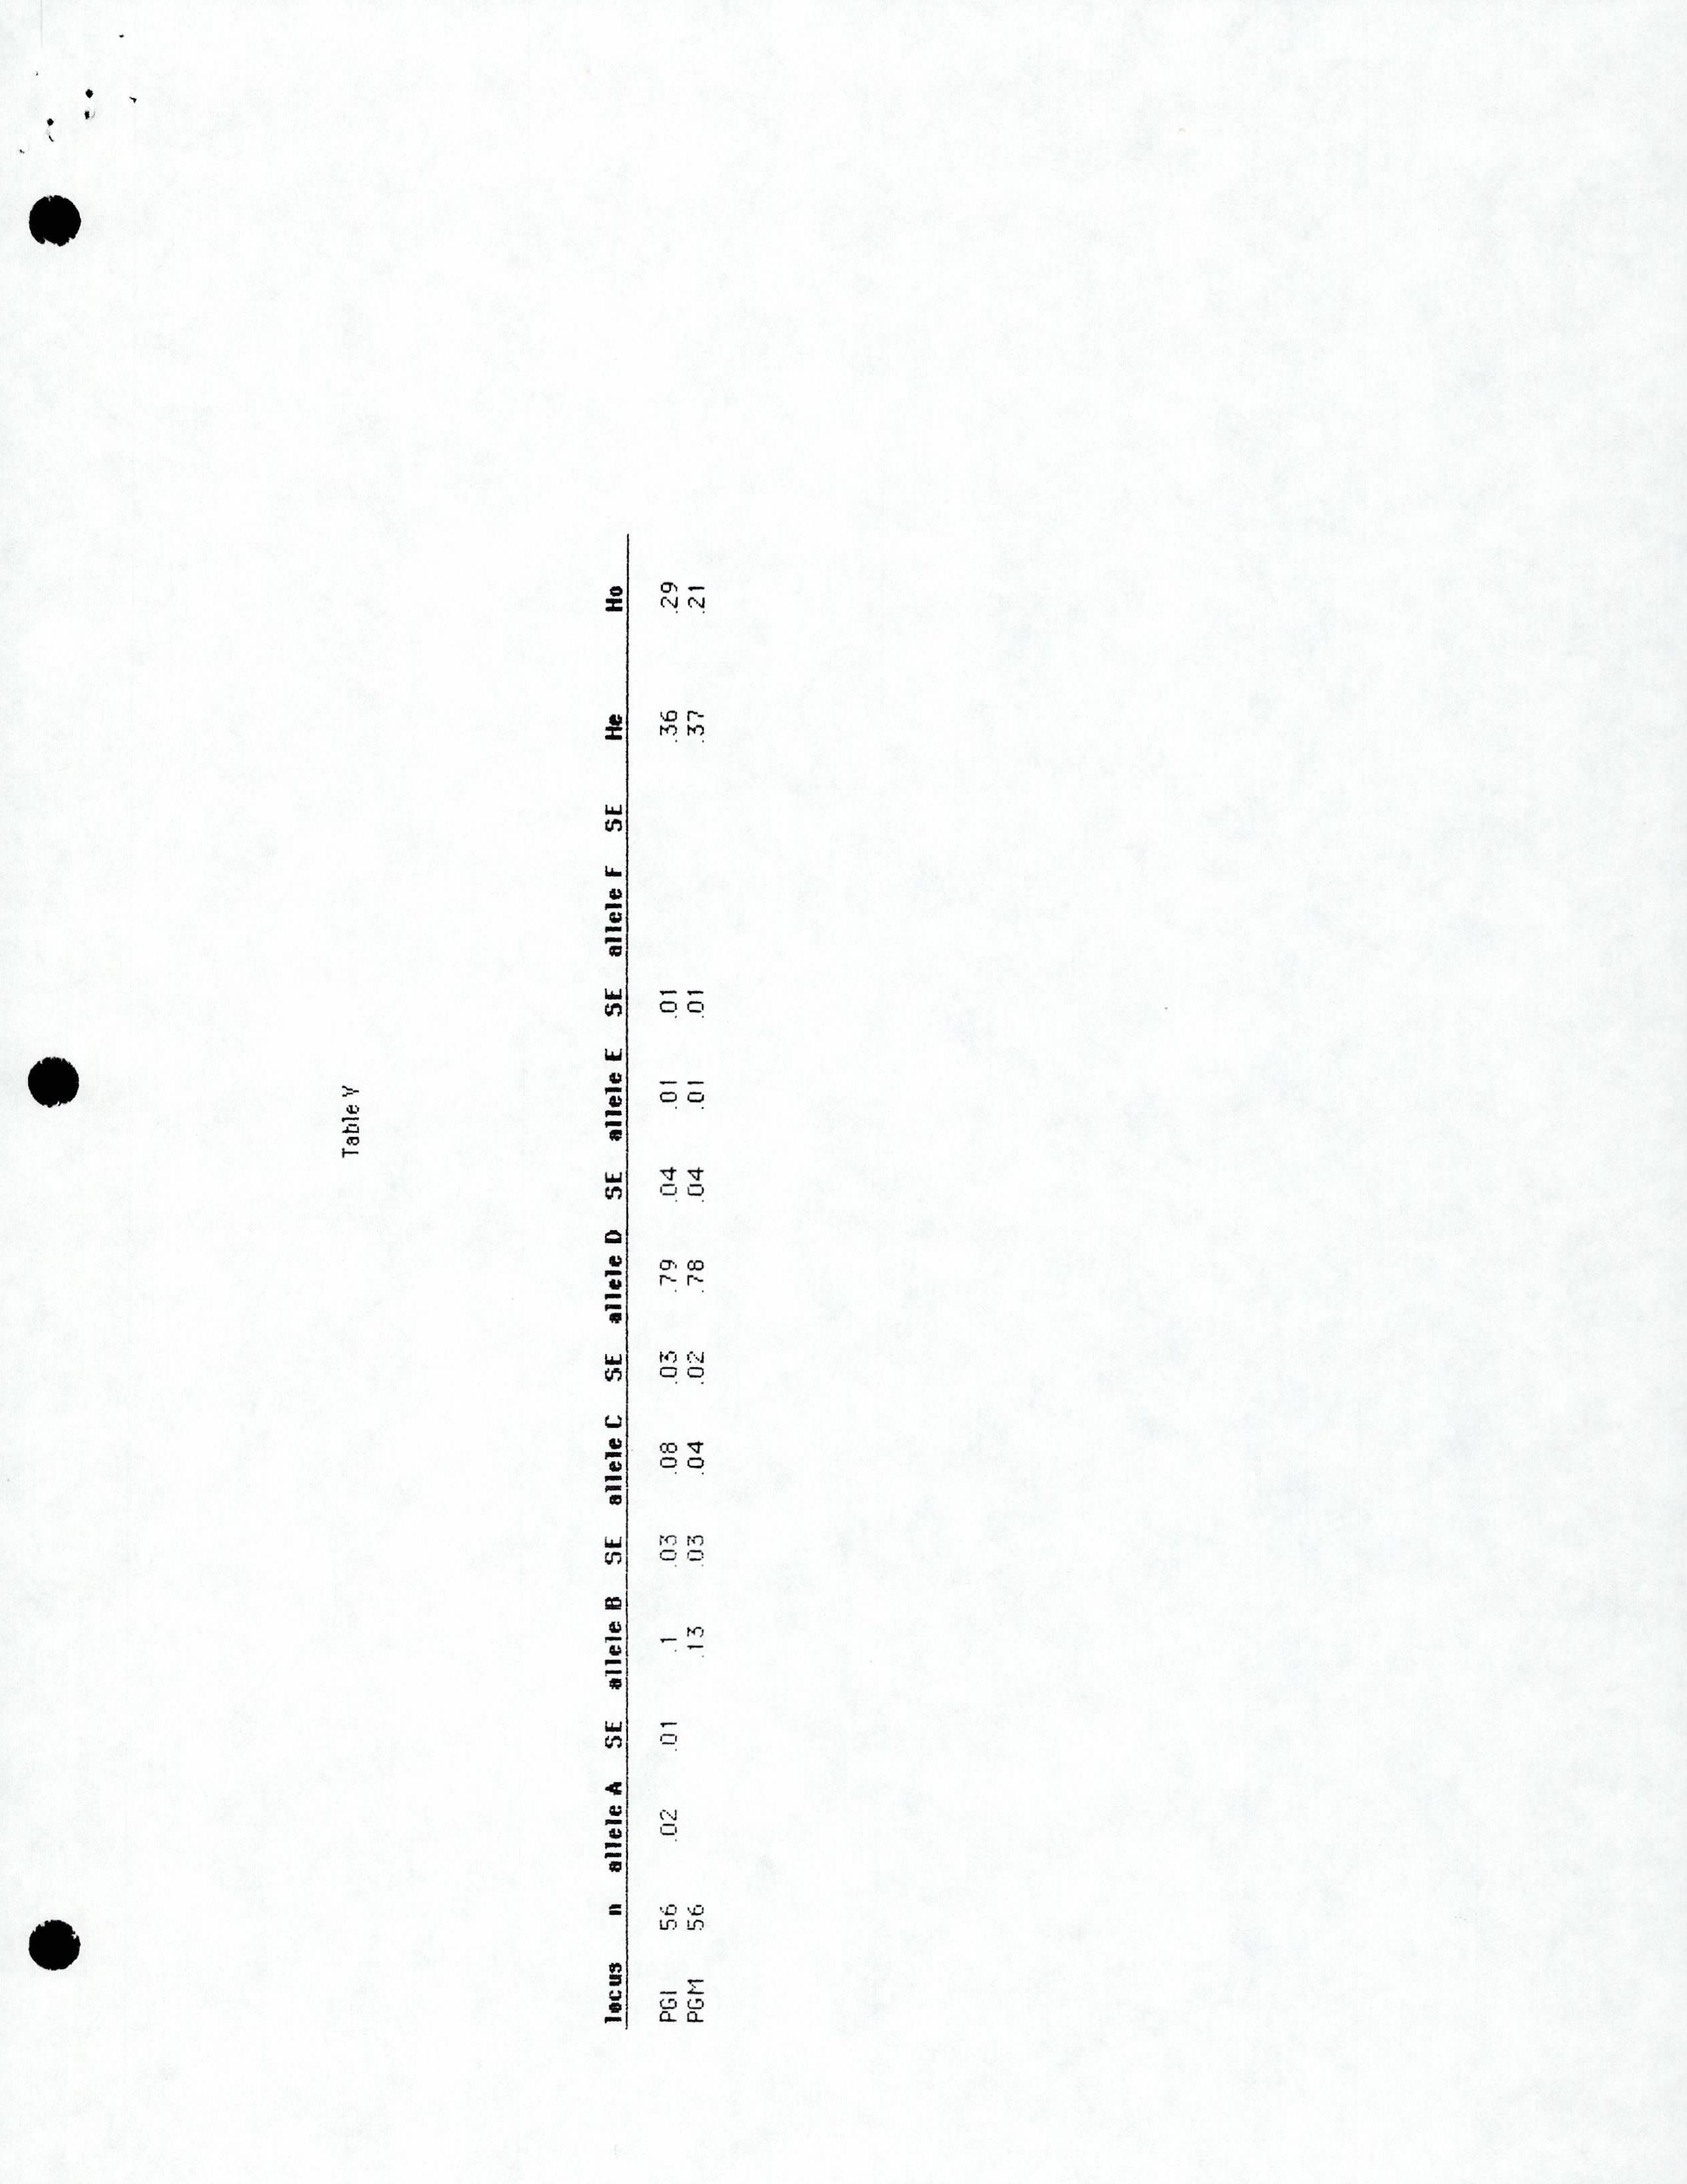 Table V
locus n allele A SE allele B SE allele C SE allele D SE allele E SE allele F SE He Ho
PGI 56 .02 .01 .1 .03 .08 .03 .79 .04 .01 .01 .36 .29
PGM 56 .13 .03 .04 .02 .78 .04 .01 .01 .37 .21